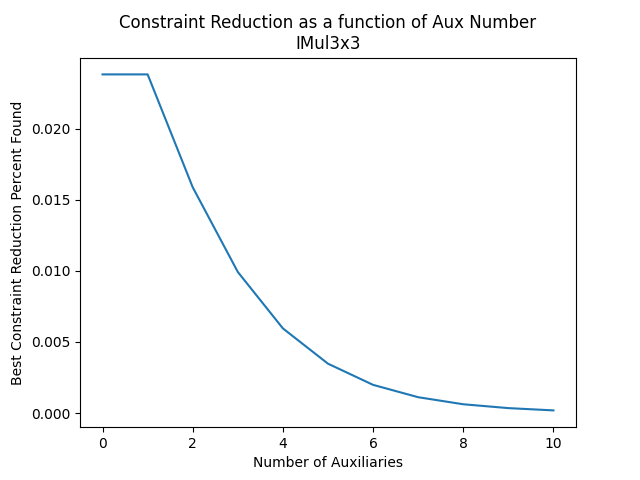 Constraint Reduction as a function of Aux Number
IMul3x3
Best Constraint Reduction Percent Found
0.020
0.015
0.010
0.005
0.000
0 2 4 6 8 10
Number of Auxiliaries